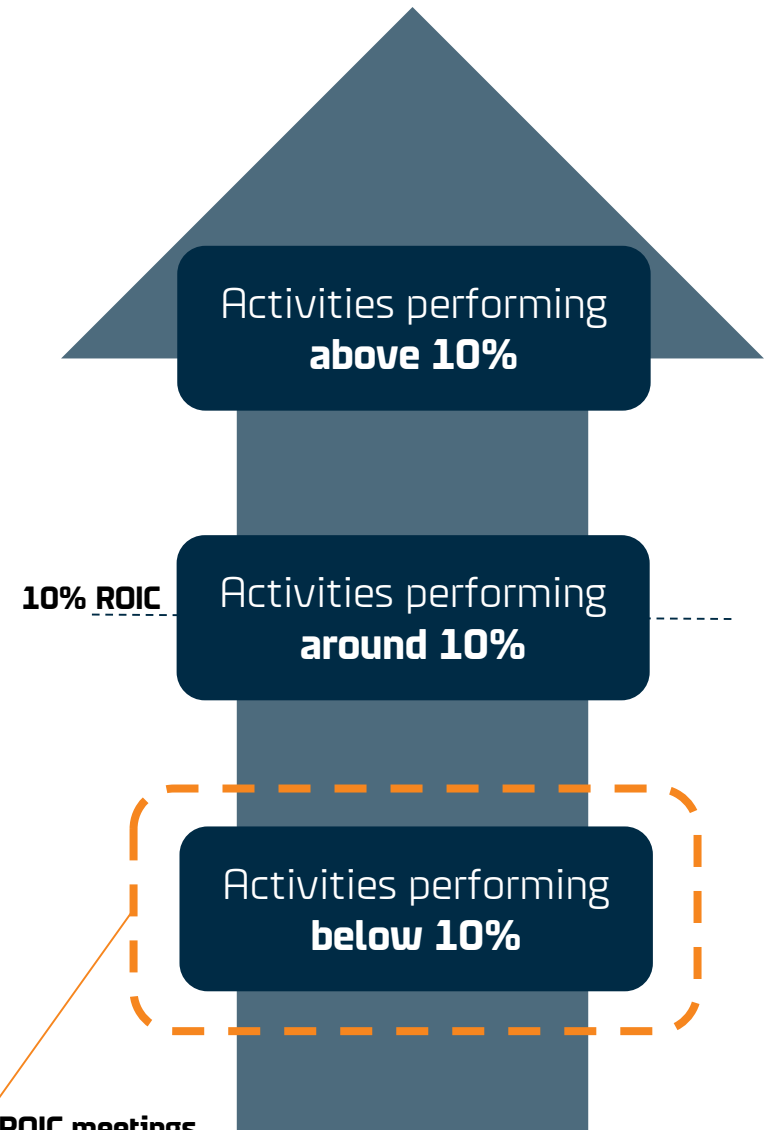 Activities performing
above 10%
10% ROIC
Activities performing
around 10%
Activities performing
below 10%
ROIC meetings